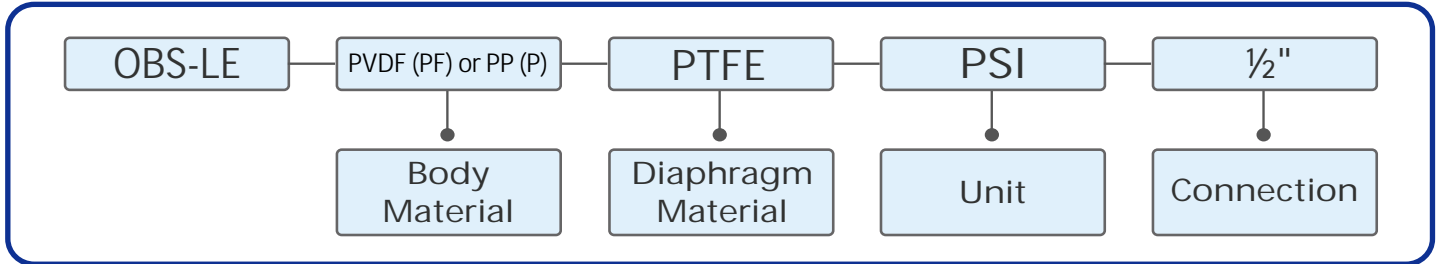 OBS-LE PVDF (PF) or PP (P) PTFE PSI ½"
Body
Material
Diaphragm
Material
Unit
Connection